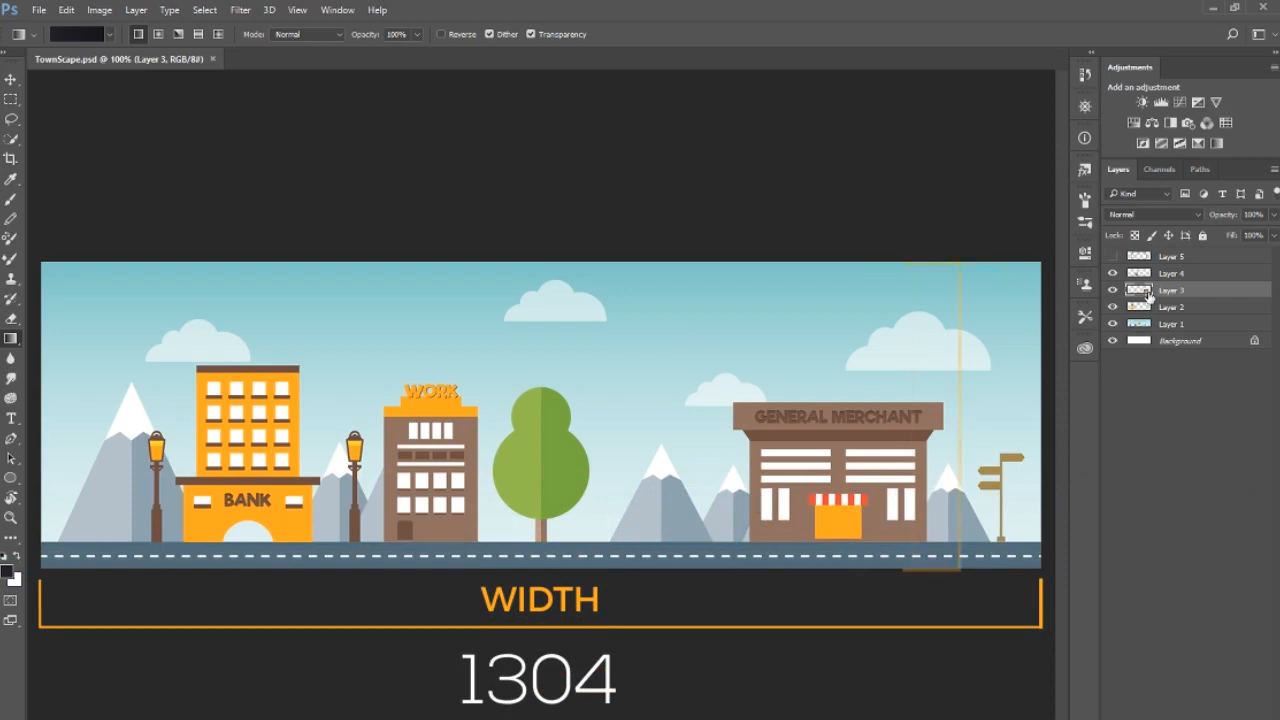 Ps File Edit Image Layer Type Select Filter 3D View Window Help
Mode: Normal Opacity: 100% Reverse Dither Transparency
TownScape.psd @ 100% (Layer 3, RGB/8#) ×
Adjustments
Add an adjustment
Layers Channels Paths
Kind
Normal Opacity: 100%
Lock: Fill: 100%
Layer 5
Layer 4
Layer 3
Layer 2
Layer 1
Background
WORK
GENERAL MERCHANT
BANK
WIDTH
1304